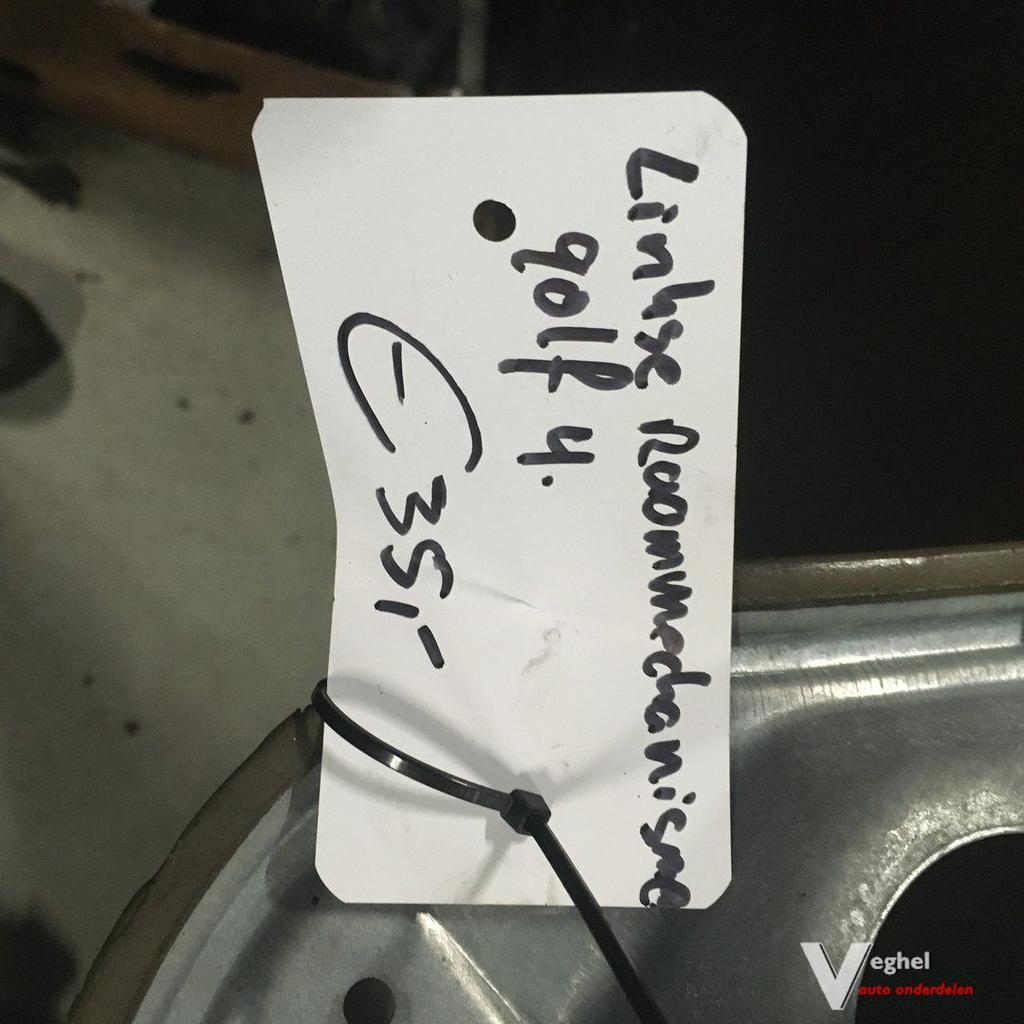 Linkse Raammechanisme
golf 4.
€ 35,-
Veghel
auto onderdelen